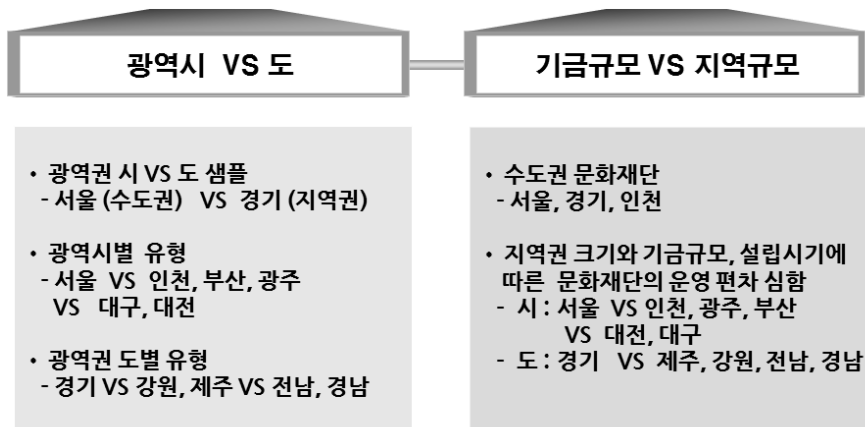 광역시 VS 도
• 광역권 시 VS 도 샘플
- 서울 (수도권) VS 경기 (지역권)
• 광역시별 유형
- 서울 VS 인천, 부산, 광주
VS 대구, 대전
• 광역권 도별 유형
- 경기 VS 강원, 제주 VS 전남, 경남
기금규모 VS 지역규모
• 수도권 문화재단
- 서울, 경기, 인천
• 지역권 크기와 기금규모, 설립시기에
따른 문화재단의 운영 편차 심함
- 시 : 서울 VS 인천, 광주, 부산
VS 대전, 대구
- 도 : 경기 VS 제주, 강원, 전남, 경남